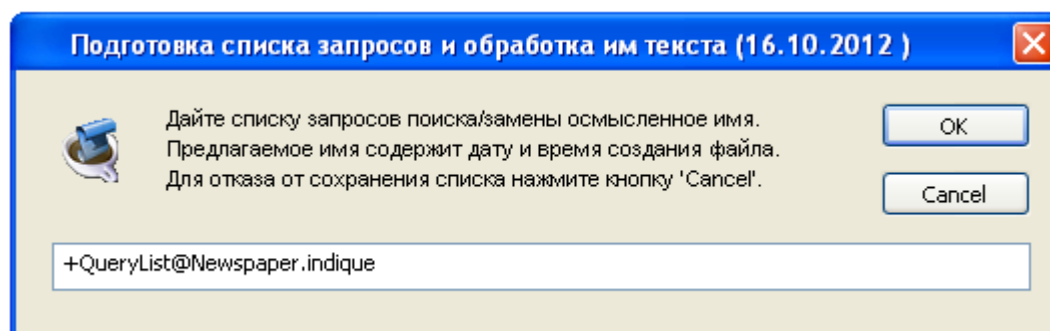 Подготовка списка запросов и обработка им текста (16.10.2012 )
Дайте списку запросов поиска/замены осмысленное имя.
Предлагаемое имя содержит дату и время создания файла.
Для отказа от сохранения списка нажмите кнопку 'Cancel'.
OK
Cancel
+QueryList@Newspaper.indique